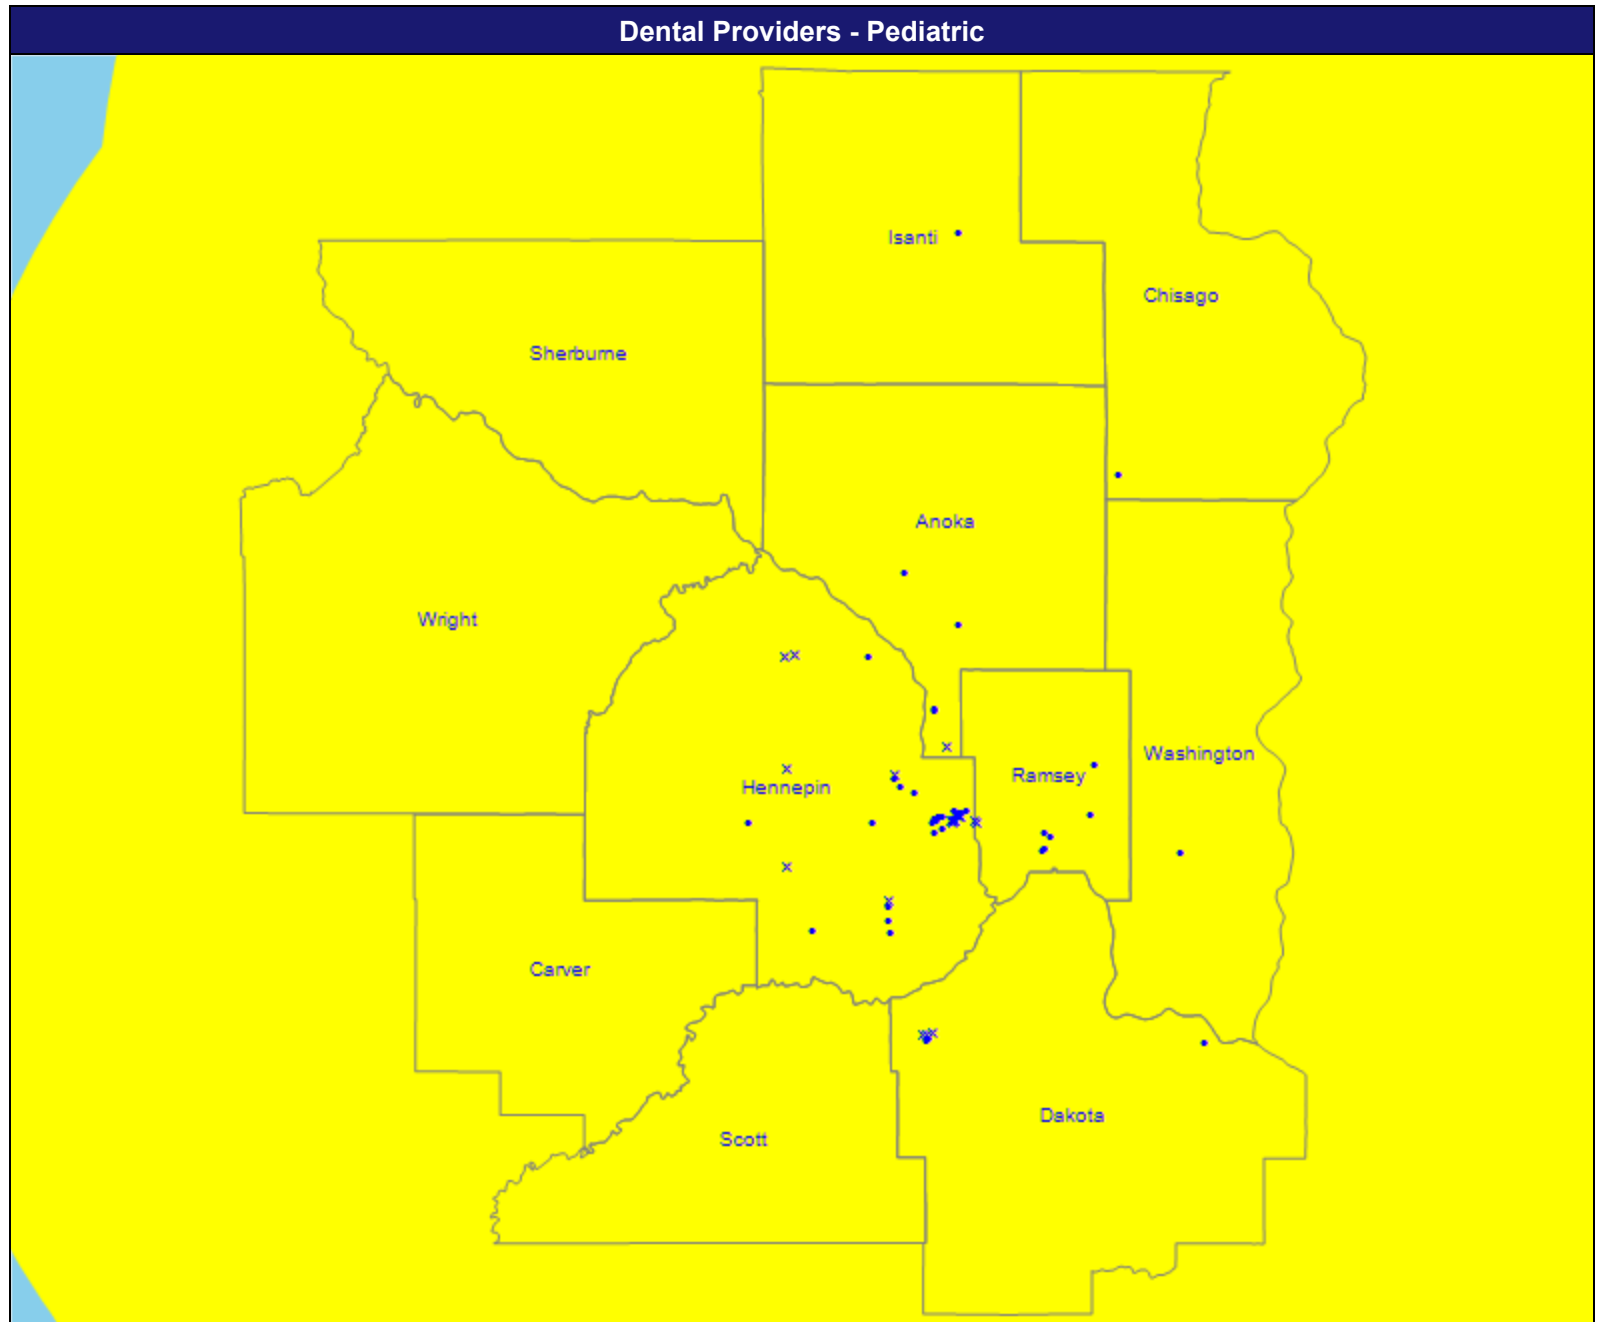 Dental Providers - Pediatric
Isanti
Chisago
Sherburne
Anoka
Wright
Washington
Ramsey
Hennepin
Carver
Dakota
Scott